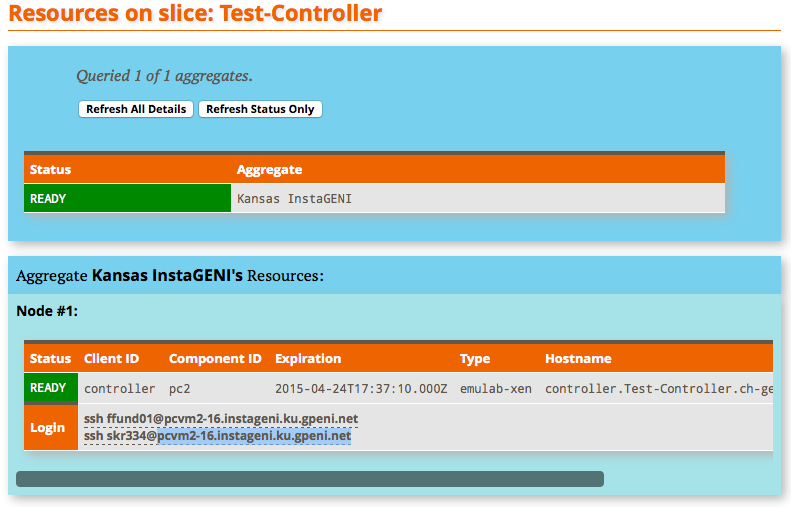 Resources on slice: Test-Controller
Queried 1 of 1 aggregates.
Refresh All Details Refresh Status Only
Status Aggregate
READY Kansas InstaGENI
Aggregate Kansas InstaGENI's Resources:
Node #1:
Status Client ID Component ID Expiration Type Hostname
READY controller pc2 2015-04-24T17:37:10.000Z emulab-xen controller.Test-Controller.ch-ge
Login
ssh ffund01@pcvm2-16.instageni.ku.gpeni.net
ssh skr334@pcvm2-16.instageni.ku.gpeni.net